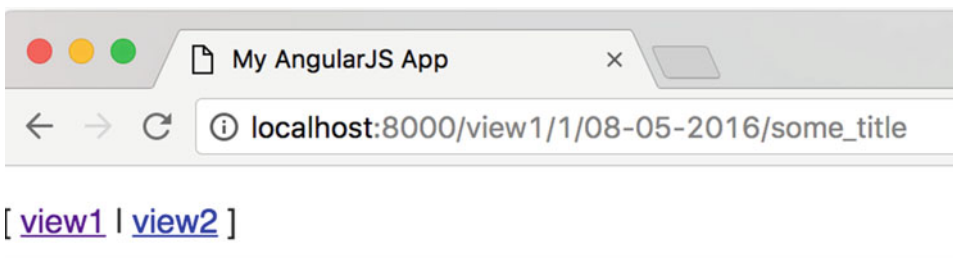 My AngularJS App
localhost:8000/view1/1/08-05-2016/some_title
[ view1 | view2 ]